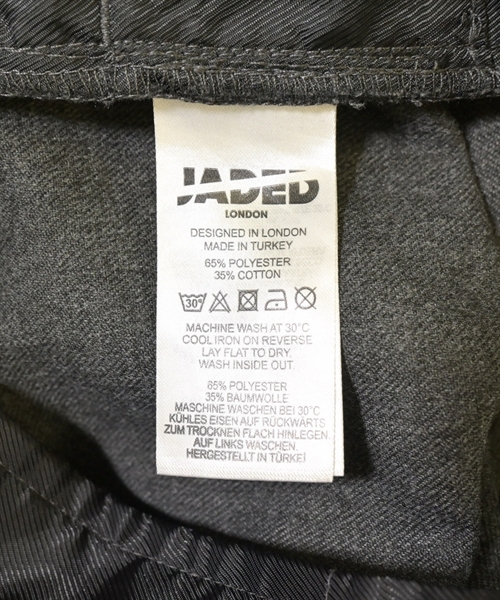 JADED
LONDON
DESIGNED IN LONDON
MADE IN TURKEY
65% POLYESTER
35% COTTON
30°
MACHINE WASH AT 30°C
COOL IRON ON REVERSE
LAY FLAT TO DRY.
WASH INSIDE OUT.
65% POLYESTER
35% BAUMWOLLE
MASCHINE WASCHEN BEI 30°C
KÜHLES EISEN AUF RÜCKWÄRTS
ZUM TROCKNEN FLACH HINLEGEN.
AUF LINKS WASCHEN.
HERGESTELLT IN TÜRKEI